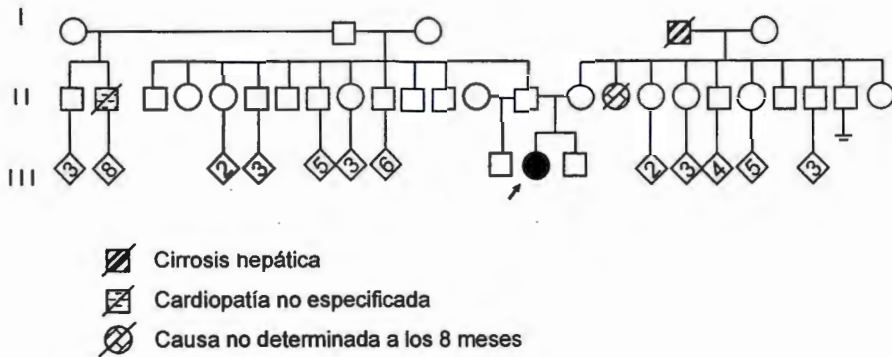 I
II
III
3 8 2 3 5 3 6 2 3 4 5 3
Cirrosis hepática
Cardiopatía no especificada
Causa no determinada a los 8 meses